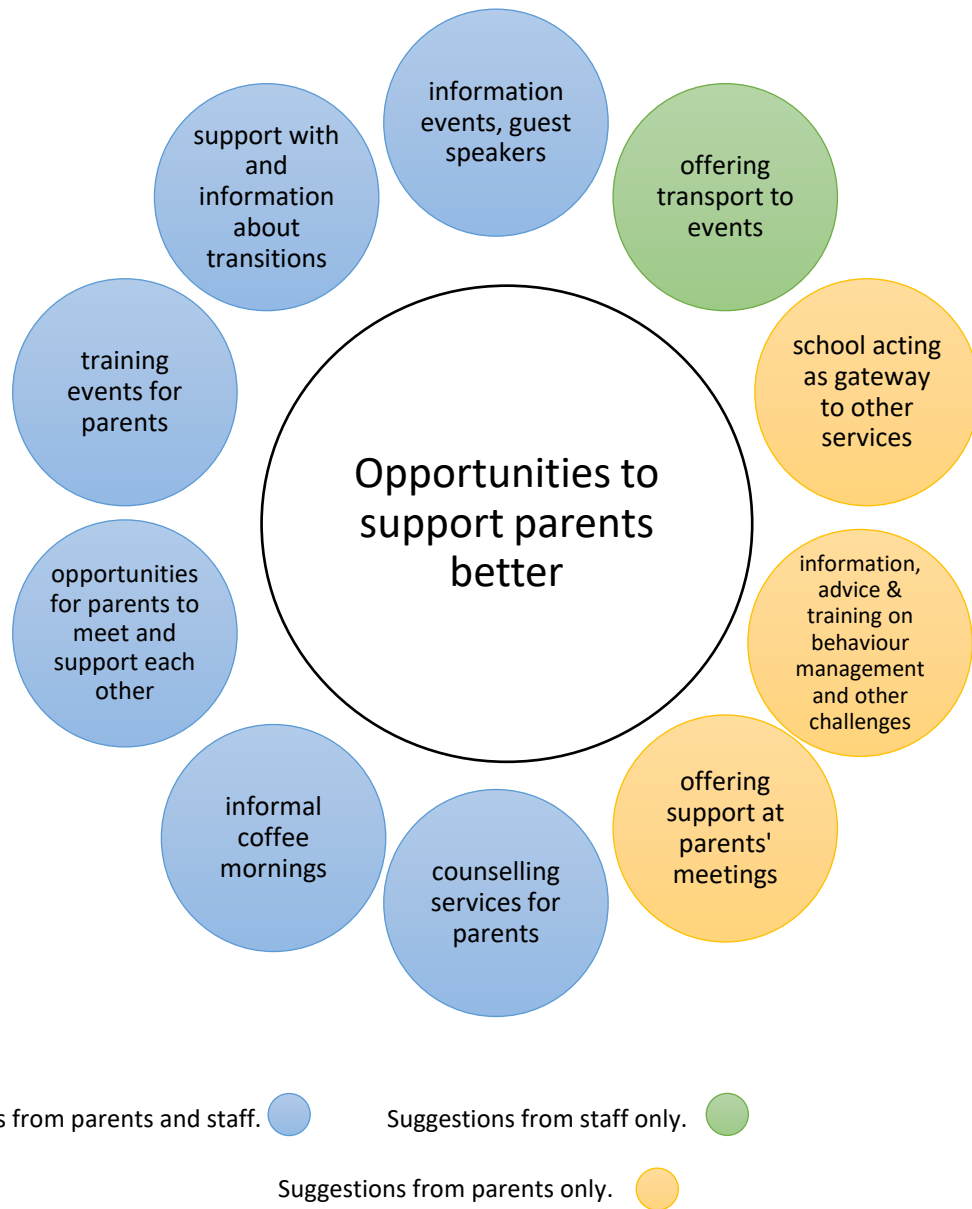 information
events, guest
speakers
offering
transport to
events
school acting
as gateway
to other
services
information,
advice &
training on
behaviour
management
and other
challenges
offering
support at
parents'
meetings
counselling
services for
parents
informal
coffee
mornings
opportunities
for parents to
meet and
support each
other
training
events for
parents
support with
and
information
about
transitions
Opportunities to
support parents
better
from parents and staff.
Suggestions from staff only.
Suggestions from parents only.